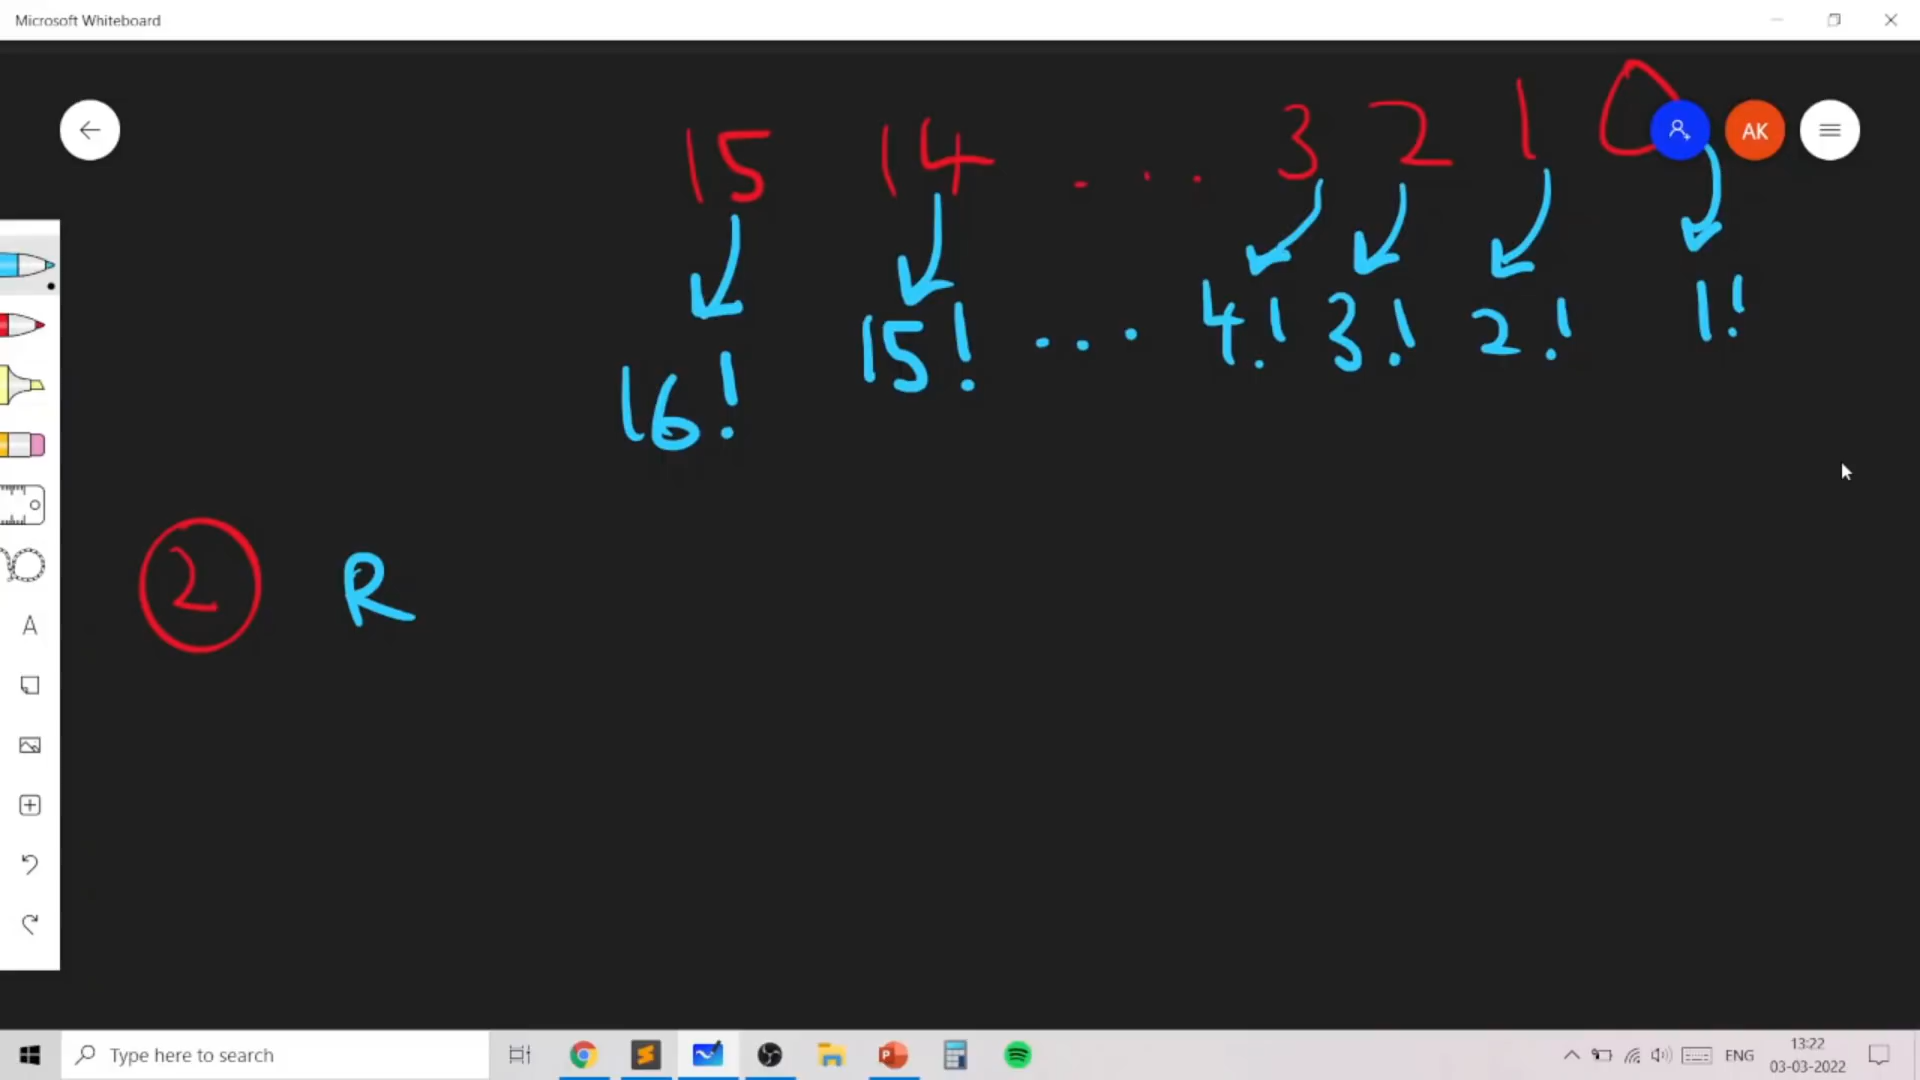 Microsoft Whiteboard
15 14 ... 3 2 1 0
AK
16! 15! ... 4! 3! 2! 1!
2 R
A
Type here to search
ENG
13:22
03-03-2022